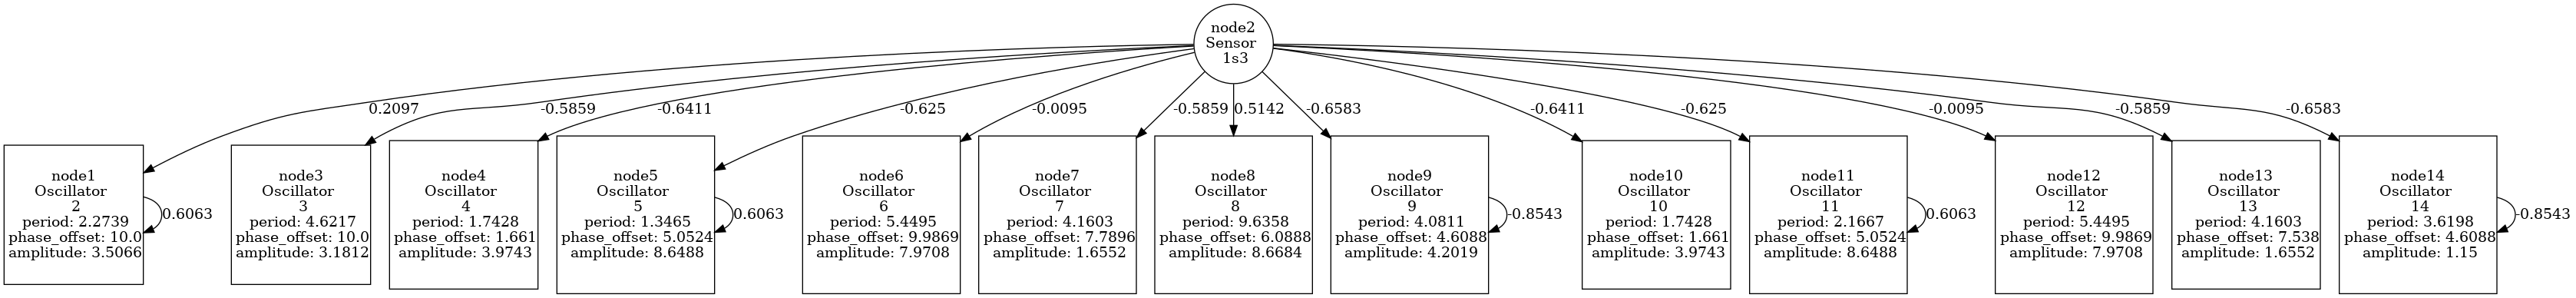 node2
Sensor
1s3
0.2097
-0.5859
-0.6411
-0.625
-0.0095
-0.5859
0.5142
-0.6583
-0.6411
-0.625
-0.0095
-0.5859
-0.6583
node1
Oscillator
2
period: 2.2739
phase_offset: 10.0
amplitude: 3.5066
0.6063
node3
Oscillator
3
period: 4.6217
phase_offset: 10.0
amplitude: 3.1812
node4
Oscillator
4
period: 1.7428
phase_offset: 1.661
amplitude: 3.9743
node5
Oscillator
5
period: 1.3465
phase_offset: 5.0524
amplitude: 8.6488
0.6063
node6
Oscillator
6
period: 5.4495
phase_offset: 9.9869
amplitude: 7.9708
node7
Oscillator
7
period: 4.1603
phase_offset: 7.7896
amplitude: 1.6552
node8
Oscillator
8
period: 9.6358
phase_offset: 6.0888
amplitude: 8.6684
node9
Oscillator
9
period: 4.0811
phase_offset: 4.6088
amplitude: 4.2019
-0.8543
node10
Oscillator
10
period: 1.7428
phase_offset: 1.661
amplitude: 3.9743
node11
Oscillator
11
period: 2.1667
phase_offset: 5.0524
amplitude: 8.6488
0.6063
node12
Oscillator
12
period: 5.4495
phase_offset: 9.9869
amplitude: 7.9708
node13
Oscillator
13
period: 4.1603
phase_offset: 7.538
amplitude: 1.6552
node14
Oscillator
14
period: 3.6198
phase_offset: 4.6088
amplitude: 1.15
-0.8543